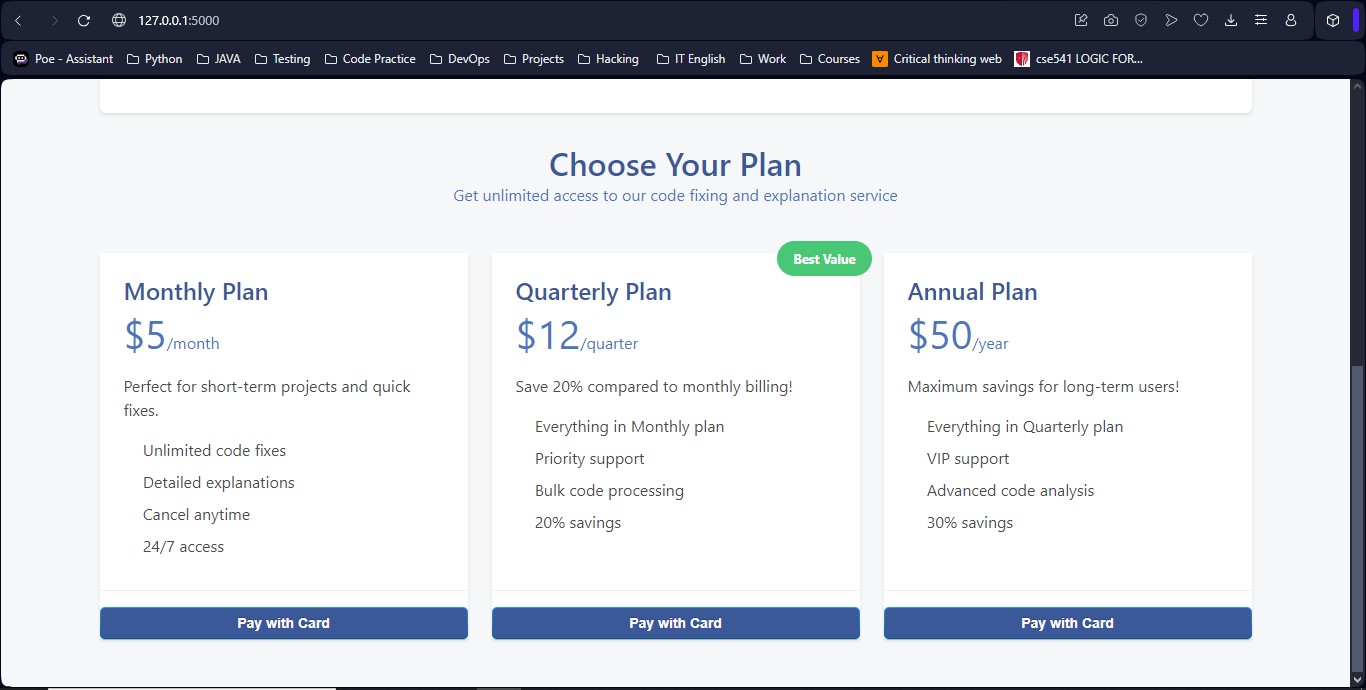 127.0.0.1:5000
Poe - Assistant Python JAVA Testing Code Practice DevOps Projects Hacking IT English Work Courses Critical thinking web cse541 LOGIC FOR...
Choose Your Plan
Get unlimited access to our code fixing and explanation service
Monthly Plan
$5/month
Perfect for short-term projects and quick
fixes.
Unlimited code fixes
Detailed explanations
Cancel anytime
24/7 access
Pay with Card
Best Value
Quarterly Plan
$12/quarter
Save 20% compared to monthly billing!
Everything in Monthly plan
Priority support
Bulk code processing
20% savings
Pay with Card
Annual Plan
$50/year
Maximum savings for long-term users!
Everything in Quarterly plan
VIP support
Advanced code analysis
30% savings
Pay with Card